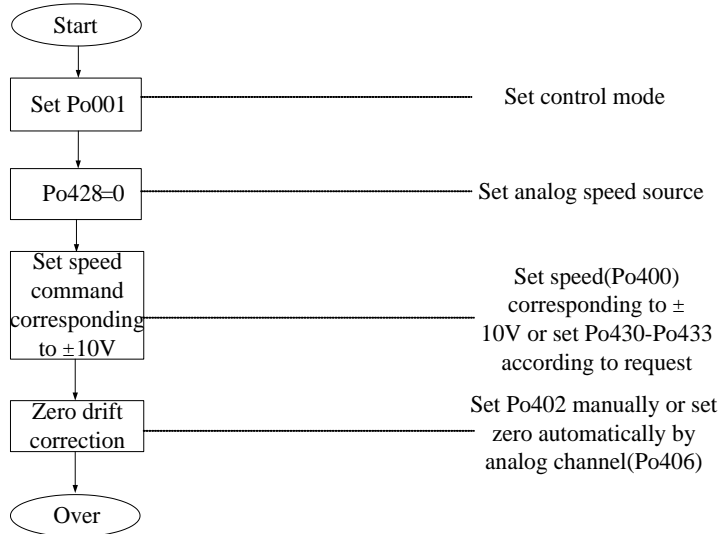 Start
Set Po001
Set control mode
Po428=0
Set analog speed source
Set speed
command
corresponding
to ±10V
Set speed(Po400)
corresponding to ±
10V or set Po430-Po433
according to request
Zero drift
correction
Set Po402 manually or set
zero automatically by
analog channel(Po406)
Over